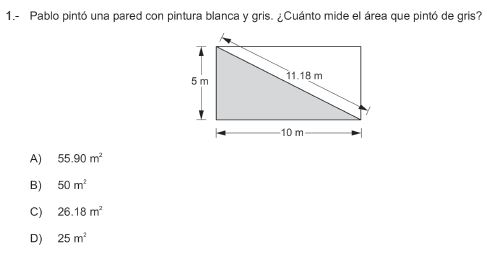 1.- Pablo pintó una pared con pintura blanca y gris. ¿Cuánto mide el área que pintó de gris?
5 m
11.18 m
10 m
A) 55.90 m²
B) 50 m²
C) 26.18 m²
D) 25 m²